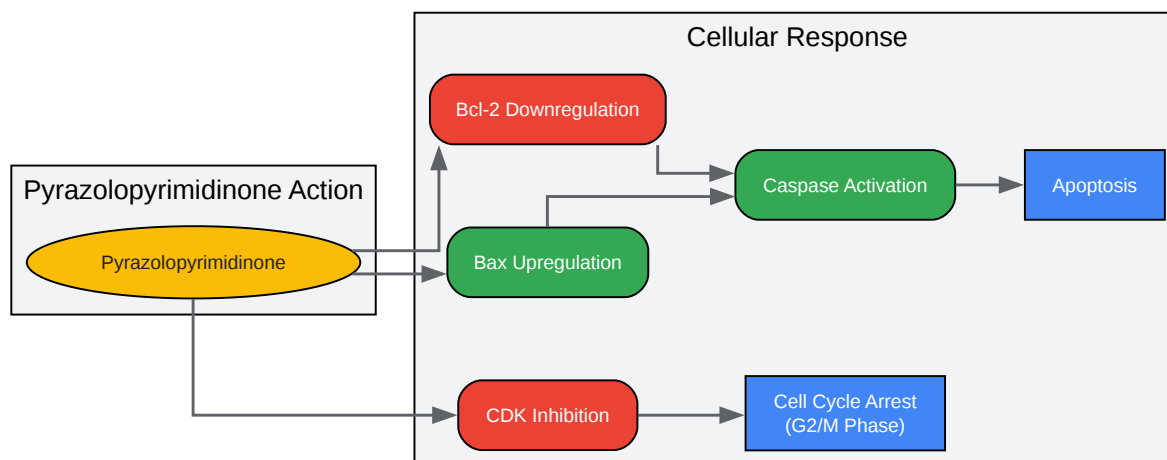 Cellular Response
Bcl-2 Downregulation
Pyrazolopyrimidinone Action
Caspase Activation
Apoptosis
Pyrazolopyrimidinone
Bax Upregulation
CDK Inhibition
Cell Cycle Arrest
(G2/M Phase)